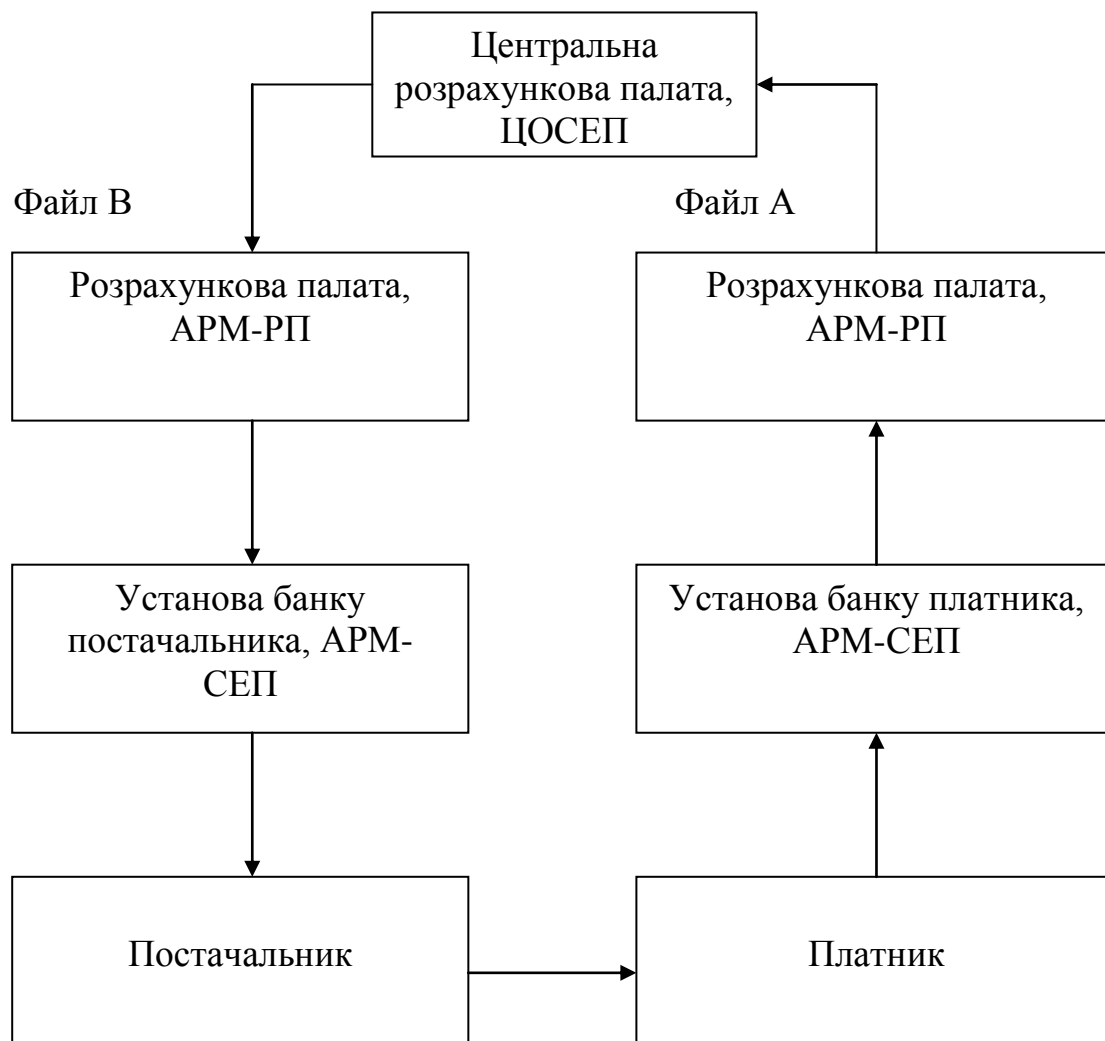 Центральна
розрахункова палата,
ЦОСЕП
Файл В
Файл А
Розрахункова палата,
АРМ-РП
Розрахункова палата,
АРМ-РП
Установа банку
постачальника, АРМ-
СЕП
Установа банку платника,
АРМ-СЕП
Постачальник
Платник